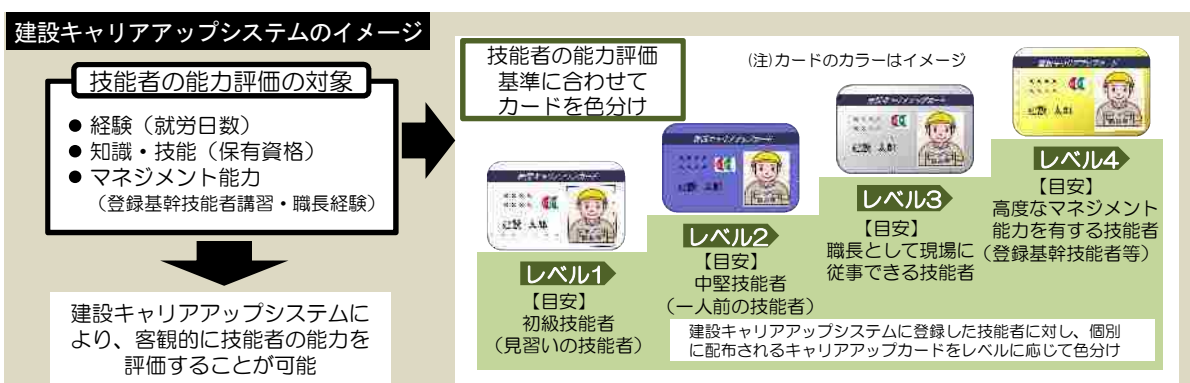 建設キャリアアップシステムのイメージ
技能者の能力評価の対象
● 経験（就労日数）
● 知識・技能（保有資格）
● マネジメント能力
（登録基幹技能者講習・職長経験）
建設キャリアアップシステムに
より、客観的に技能者の能力を
評価することが可能
技能者の能力評価
基準に合わせて
カードを色分け
(注)カードのカラーはイメージ
レベル1
【目安】
初級技能者
（見習いの技能者）
レベル2
【目安】
中堅技能者
（一人前の技能者）
レベル3
【目安】
職長として現場に
従事できる技能者
レベル4
【目安】
高度なマネジメント
能力を有する技能者
（登録基幹技能者等）
建設キャリアアップシステムに登録した技能者に対し、個別
に配布されるキャリアアップカードをレベルに応じて色分け